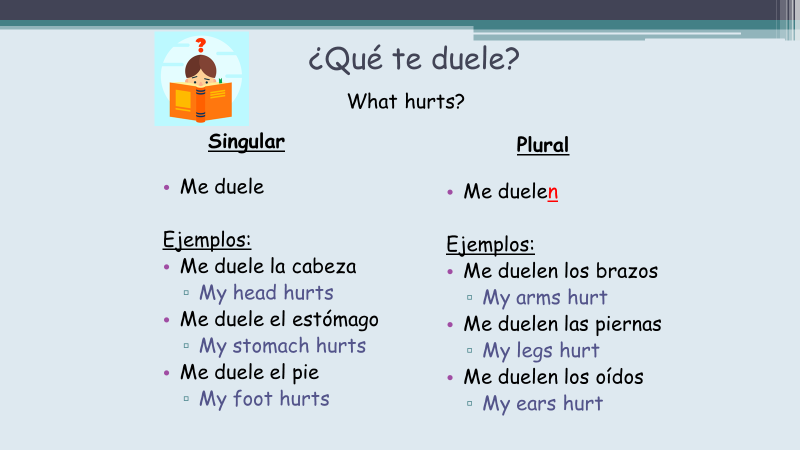 ?
¿Qué te duele?
What hurts?
Singular
• Me duele
Ejemplos:
• Me duele la cabeza
▫ My head hurts
• Me duele el estómago
▫ My stomach hurts
• Me duele el pie
▫ My foot hurts
Plural
• Me duelen
Ejemplos:
• Me duelen los brazos
▫ My arms hurt
• Me duelen las piernas
▫ My legs hurt
• Me duelen los oídos
▫ My ears hurt